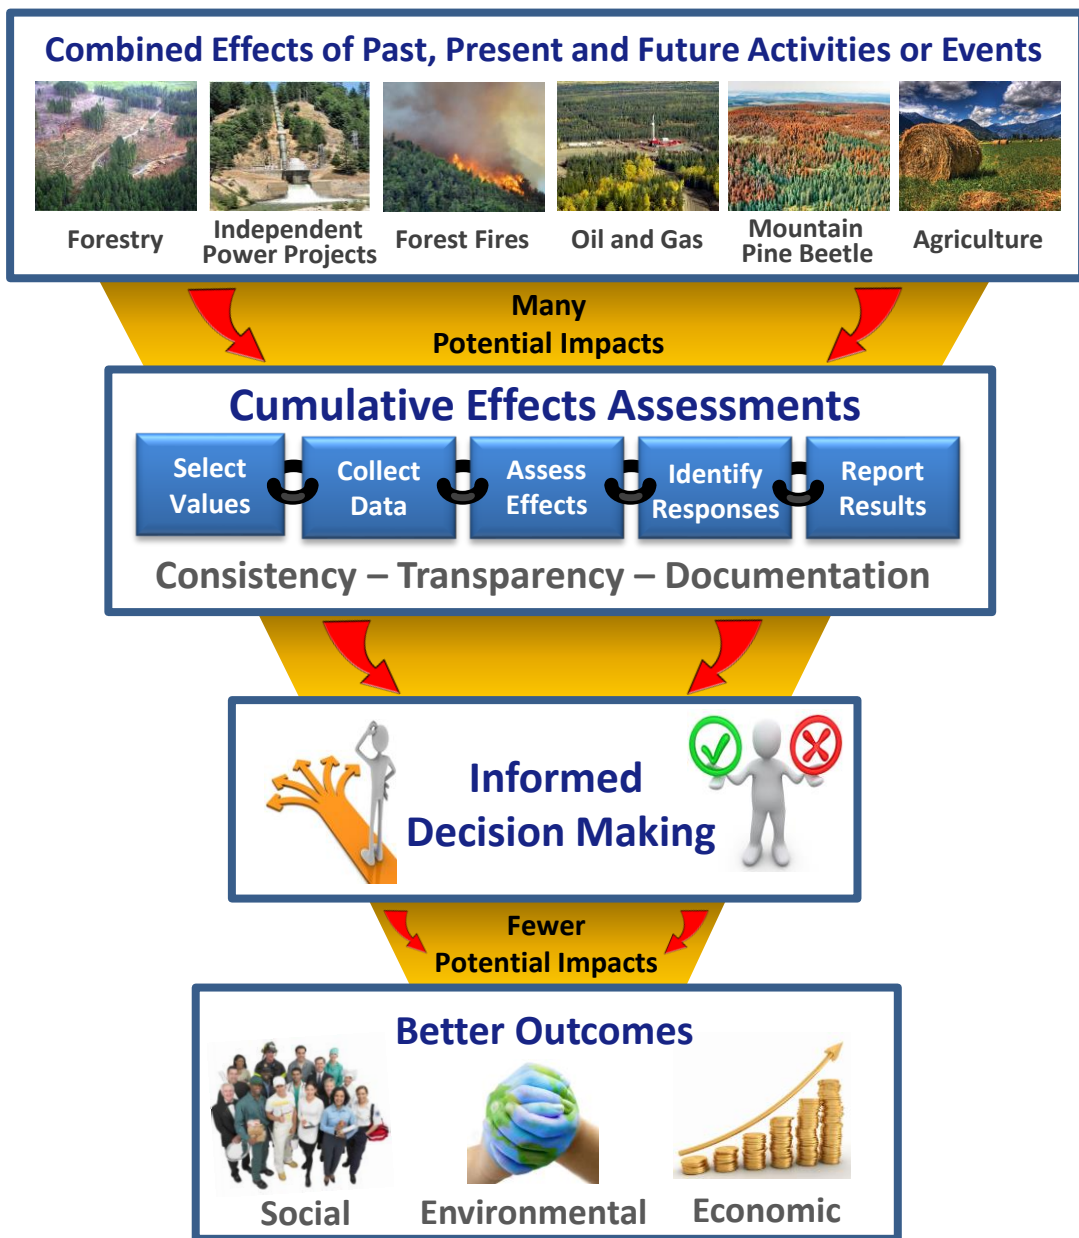 Combined Effects of Past, Present and Future Activities or Events
Forestry
Independent
Power Projects
Forest Fires
Oil and Gas
Mountain
Pine Beetle
Agriculture
Many
Potential Impacts
Cumulative Effects Assessments
Select
Values
Collect
Data
Assess
Effects
Identify
Responses
Report
Results
Consistency – Transparency – Documentation
Informed
Decision Making
Fewer
Potential Impacts
Better Outcomes
Social
Environmental
Economic